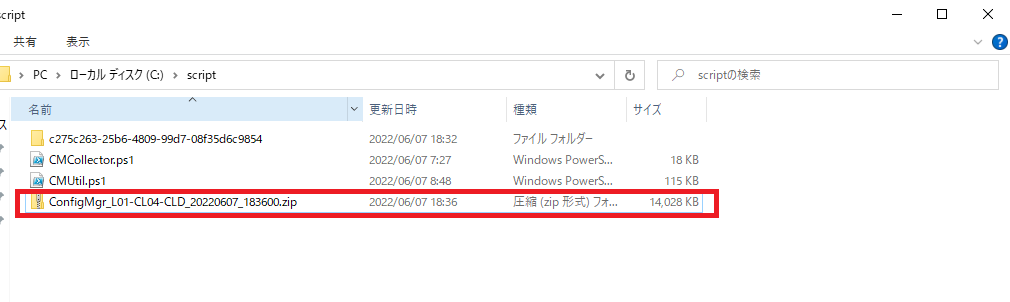 script
共有 表示
PC ローカル ディスク (C:) script
scriptの検索
名前 更新日時 種類 サイズ
c275c263-25b6-4809-99d7-08f35d6c9854 2022/06/07 18:32 ファイル フォルダー
CMCollector.ps1 2022/06/07 7:27 Windows PowerS... 18 KB
CMUtil.ps1 2022/06/07 8:48 Windows PowerS... 115 KB
ConfigMgr_L01-CL04-CLD_20220607_183600.zip 2022/06/07 18:36 圧縮 (zip 形式) フォ... 14,028 KB
ス